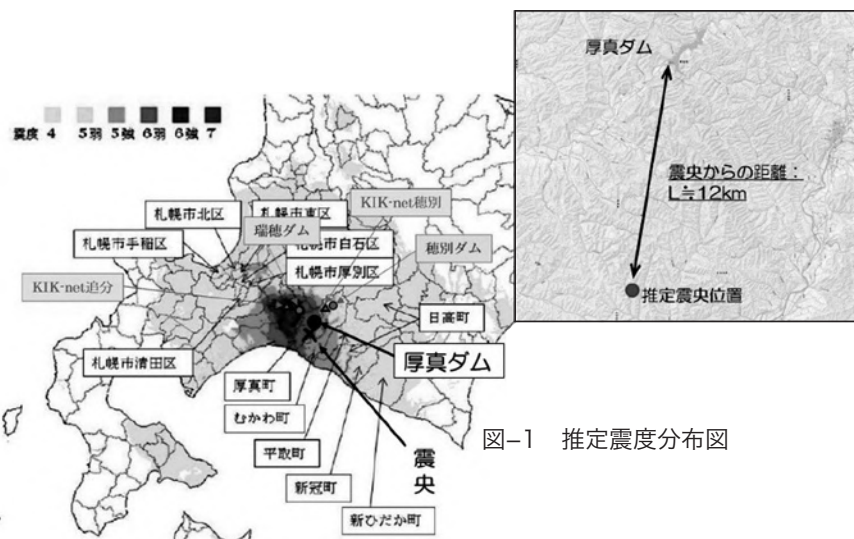 震度 4 5弱 5強 6弱 6強 7
札幌市北区
札幌市東区
KIK-net穂別
瑞穂ダム
札幌市手稲区
札幌市白石区
穂別ダム
札幌市厚別区
KIK-net追分
日高町
札幌市清田区
厚真ダム
厚真町
むかわ町
平取町
震央
新冠町
新ひだか町
厚真ダム
震央からの距離：
L≒12km
推定震央位置
図–1 推定震度分布図